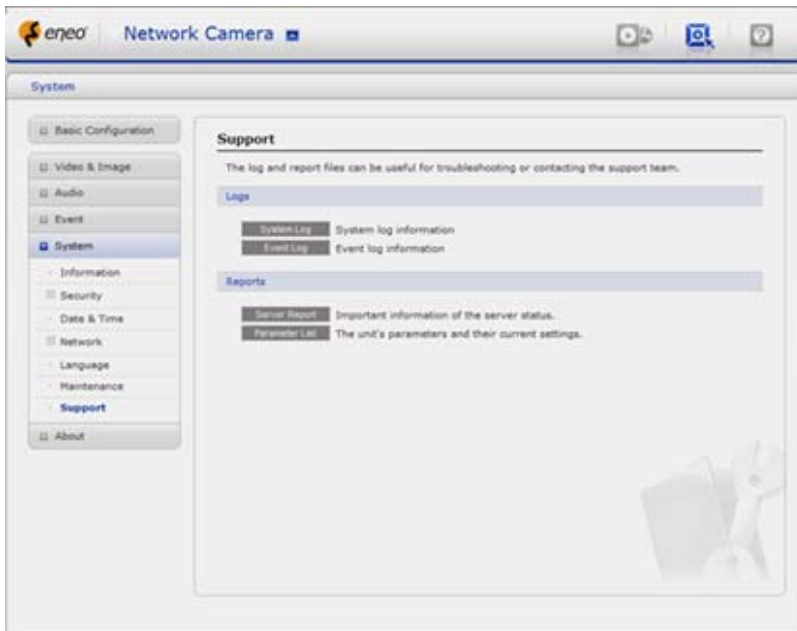 eneo Network Camera
System
Basic Configuration
Video & Image
Audio
Event
System
Information
Security
Date & Time
Network
Language
Maintenance
Support
About
Support
The log and report files can be useful for troubleshooting or contacting the support team.
Logs
System Log System log information
Event Log Event log information
Reports
Server Report Important information of the server status.
Parameter List The unit's parameters and their current settings.